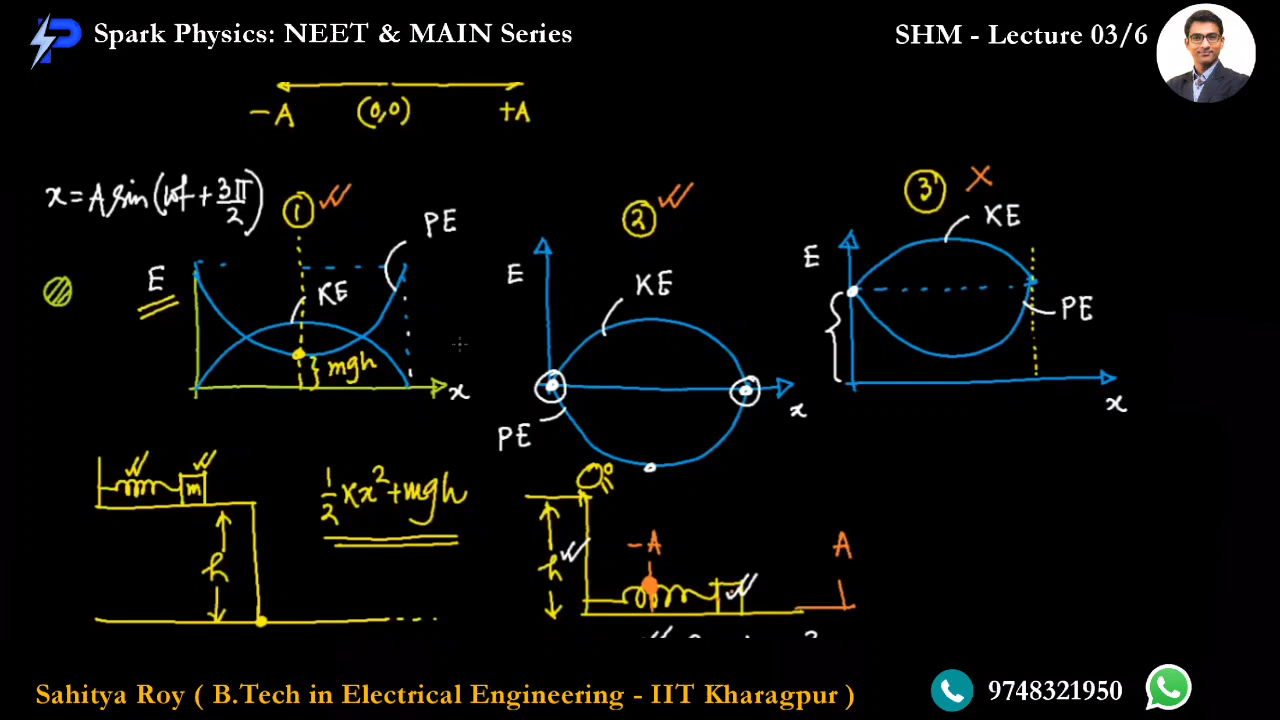 Spark Physics: NEET & MAIN Series
SHM - Lecture 03/6
-A (0,0) +A
x = A sin(ωt + 3π/2)
① 
E
KE
PE
mgh
x
②
E
KE
PE
x
③
E
KE
PE
x
m
h
½Kx²+mgh
h
-A
A
Sahitya Roy ( B.Tech in Electrical Engineering - IIT Kharagpur )
9748321950